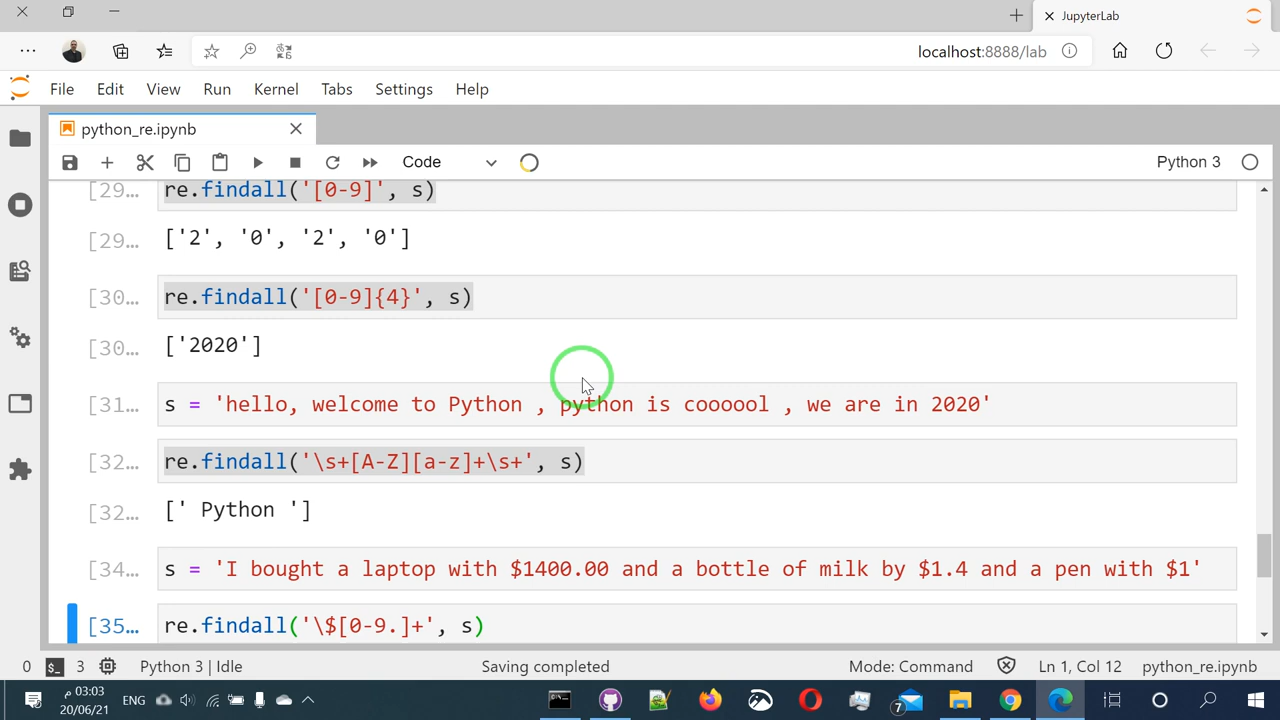 JupyterLab
localhost:8888/lab
File Edit View Run Kernel Tabs Settings Help
python_re.ipynb
Code Python 3
[29... re.findall('[0-9]', s)
[29... ['2', '0', '2', '0']
[30... re.findall('[0-9]{4}', s)
[30... ['2020']
[31... s = 'hello, welcome to Python , python is coooool , we are in 2020'
[32... re.findall('\s+[A-Z][a-z]+\s+', s)
[32... [' Python ']
[34... s = 'I bought a laptop with $1400.00 and a bottle of milk by $1.4 and a pen with $1'
[35... re.findall('\$[0-9.]+', s)
0 3 Python 3 | Idle Saving completed Mode: Command Ln 1, Col 12 python_re.ipynb
03:03 م
20/06/21
ENG
7